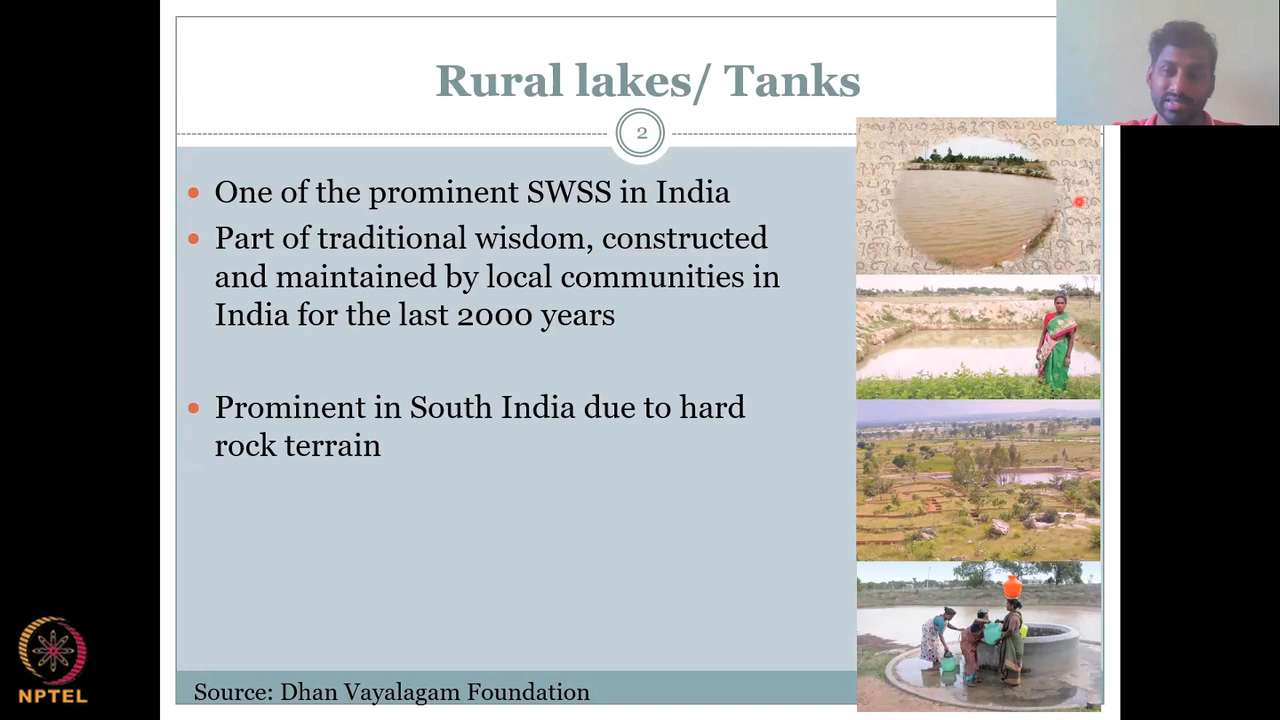 Rural lakes/ Tanks
2
• One of the prominent SWSS in India
• Part of traditional wisdom, constructed
and maintained by local communities in
India for the last 2000 years
• Prominent in South India due to hard
rock terrain
Source: Dhan Vayalagam Foundation
NPTEL